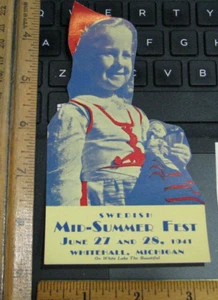 SWEDISH
MID-SUMMER FEST
JUNE 27 AND 28, 1941
WHITEHALL, MICHIGAN
On White Lake The Beautiful